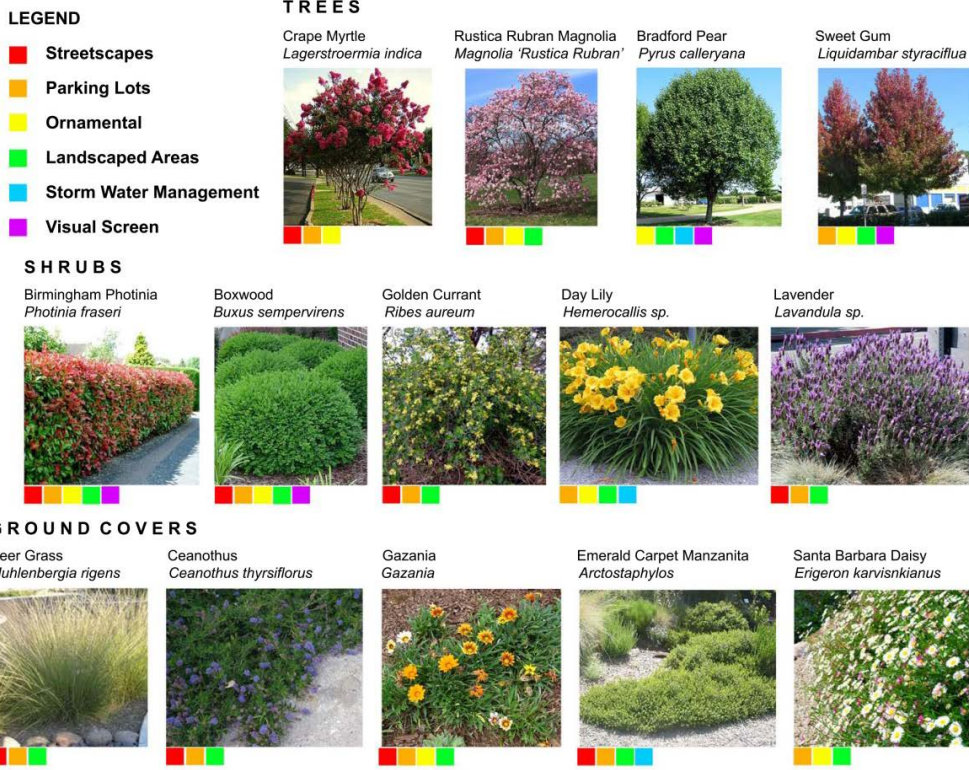 LEGEND
Streetscapes
Parking Lots
Ornamental
Landscaped Areas
Storm Water Management
Visual Screen
TREES
Crape Myrtle
Lagerstroermia indica
Rustica Rubran Magnolia
Magnolia ‘Rustica Rubran’
Bradford Pear
Pyrus calleryana
Sweet Gum
Liquidambar styraciflua
SHRUBS
Birmingham Photinia
Photinia fraseri
Boxwood
Buxus sempervirens
Golden Currant
Ribes aureum
Day Lily
Hemerocallis sp.
Lavender
Lavandula sp.
GROUND COVERS
eer Grass
uhlenbergia rigens
Ceanothus
Ceanothus thyrsiflorus
Gazania
Gazania
Emerald Carpet Manzanita
Arctostaphylos
Santa Barbara Daisy
Erigeron karvisnkianus